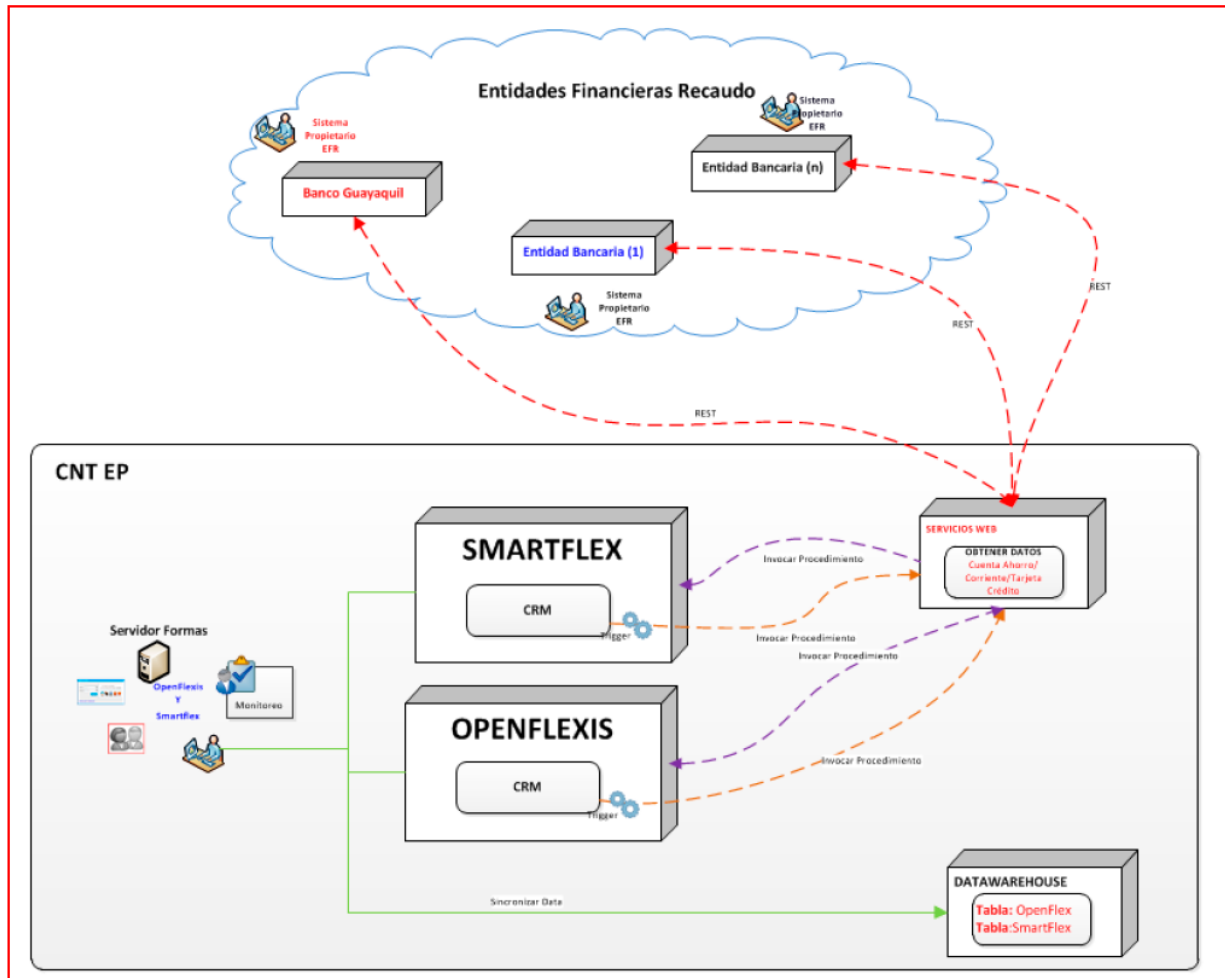 Entidades Financieras Recaudo
Sistema
Propietario
EFR
Banco Guayaquil
Sistema
Propietario
EFR
Entidad Bancaria (n)
Entidad Bancaria (1)
Sistema
Propietario
EFR
REST
REST
REST
CNT EP
SMARTFLEX
CRM
Trigger
Invocar Procedimiento
Invocar Procedimiento
Invocar Procedimiento
Invocar Procedimiento
SERVICIOS WEB
OBTENER DATOS
Cuenta Ahorro/
Corriente/Tarjeta
Crédito
Servidor Formas
OpenFlexis
Y
Smartflex
Monitoreo
OPENFLEXIS
CRM
Trigger
Sincronizar Data
DATAWAREHOUSE
Tabla: OpenFlex
Tabla:SmartFlex